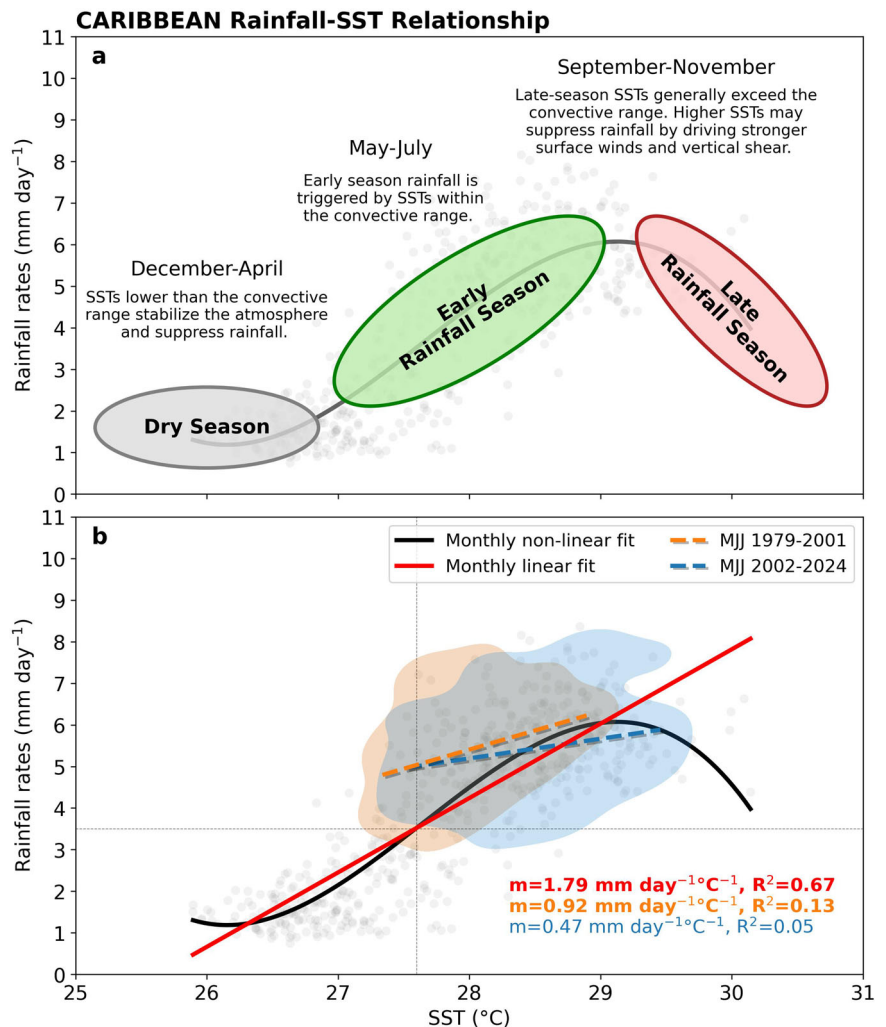 CARIBBEAN Rainfall-SST Relationship
a
September-November
Late-season SSTs generally exceed the
convective range. Higher SSTs may
suppress rainfall by driving stronger
surface winds and vertical shear.
May-July
Early season rainfall is
triggered by SSTs within
the convective range.
December-April
SSTs lower than the convective
range stabilize the atmosphere
and suppress rainfall.
Early
Rainfall Season
Late
Rainfall Season
Dry Season
Rainfall rates (mm day⁻¹)
11
10
9
8
7
6
5
4
3
2
1
0
b
Monthly non-linear fit
Monthly linear fit
MJJ 1979-2001
MJJ 2002-2024
Rainfall rates (mm day⁻¹)
11
10
9
8
7
6
5
4
3
2
1
0
m=1.79 mm day⁻¹°C⁻¹, R²=0.67
m=0.92 mm day⁻¹°C⁻¹, R²=0.13
m=0.47 mm day⁻¹°C⁻¹, R²=0.05
25 26 27 28 29 30 31
SST (°C)